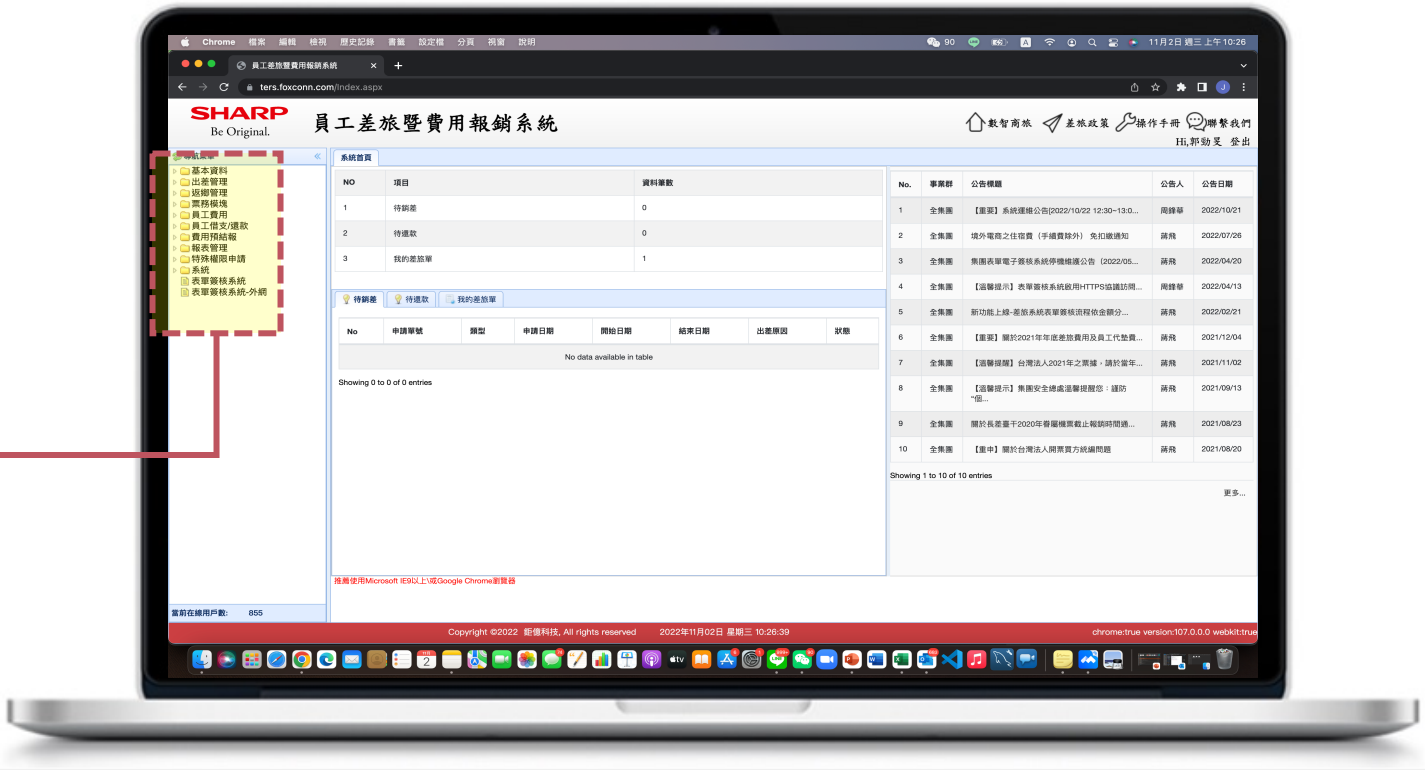 Chrome 檔案 編輯 檢視 歷史記錄 書籤 設定檔 分頁 視窗 說明
90 A 11月2日 週三 上午10:26
員工差旅暨費用報銷系統
ters.foxconn.com/Index.aspx
SHARP
Be Original.
員工差旅暨費用報銷系統
數智商旅 差旅政策 操作手冊 聯繫我們
Hi,郭勁旻 登出
導航菜單
基本資料
出差管理
返鄉管理
票務模塊
員工費用
員工借支/還款
費用預結報
報表管理
特殊權限申請
系統
表單簽核系統
表單簽核系統-外網
當前在線用戶數: 855
系統首頁
NO 項目 資料筆數
1 待銷差 0
2 待還款 0
3 我的差旅單 1
待銷差 待還款 我的差旅單
No 申請單號 類型 申請日期 開始日期 結束日期 出差原因 狀態
No data available in table
Showing 0 to 0 of 0 entries
推薦使用Microsoft IE9以上\或Google Chrome瀏覽器
No. 事業群 公告標題 公告人 公告日期
1 全集團 【重要】系統運維公告[2022/10/22 12:30~13:0... 周鋒華 2022/10/21
2 全集團 境外電商之住宿費（手續費除外） 免扣繳通知 蔣飛 2022/07/26
3 全集團 集團表單電子簽核系統停機維護公告（2022/05... 蔣飛 2022/04/20
4 全集團 【溫馨提示】表單簽核系統啟用HTTPS協議訪問... 周鋒華 2022/04/13
5 全集團 新功能上線-差旅系統表單簽核流程依金額分... 蔣飛 2022/02/21
6 全集團 【重要】關於2021年年底差旅費用及員工代墊費... 蔣飛 2021/12/04
7 全集團 【溫馨提醒】台灣法人2021年之票據，請於當年... 蔣飛 2021/11/02
8 全集團 【溫馨提示】集團安全總處溫馨提醒您：謹防 蔣飛 2021/09/13
“個...
9 全集團 關於長差臺干2020年眷屬機票截止報銷時間通... 蔣飛 2021/08/23
10 全集團 【重申】關於台灣法人開票買方統編問題 蔣飛 2021/08/20
Showing 1 to 10 of 10 entries
更多...
Copyright ©2022 鉅億科技, All rights reserved 2022年11月02日 星期三 10:26:39 chrome:true version:107.0.0.0 webkit:true